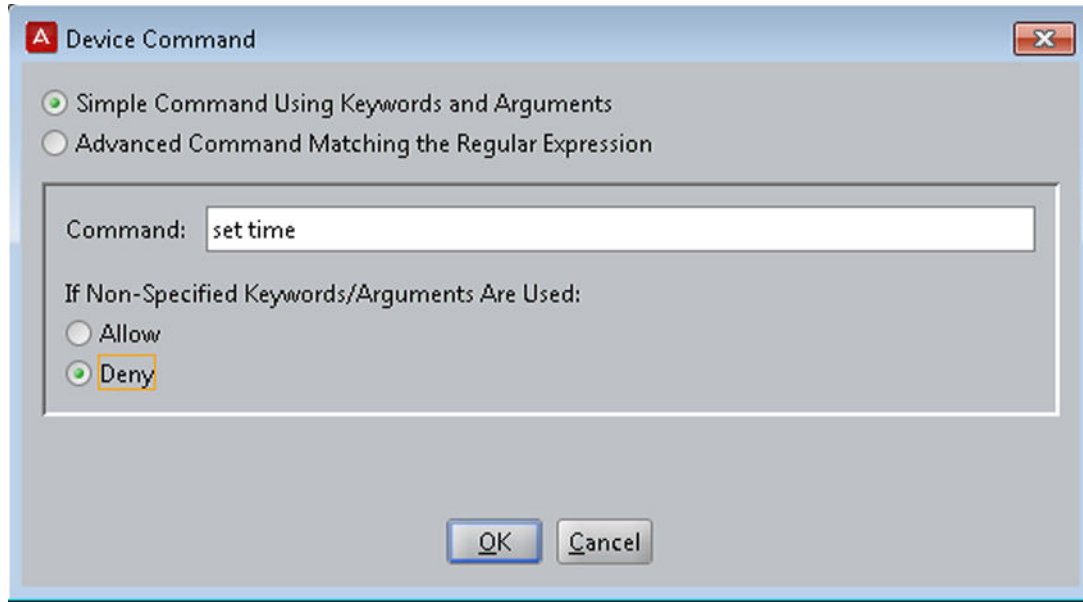 Device Command
Simple Command Using Keywords and Arguments
Advanced Command Matching the Regular Expression
Command: set time
If Non-Specified Keywords/Arguments Are Used:
Allow
Deny
OK Cancel